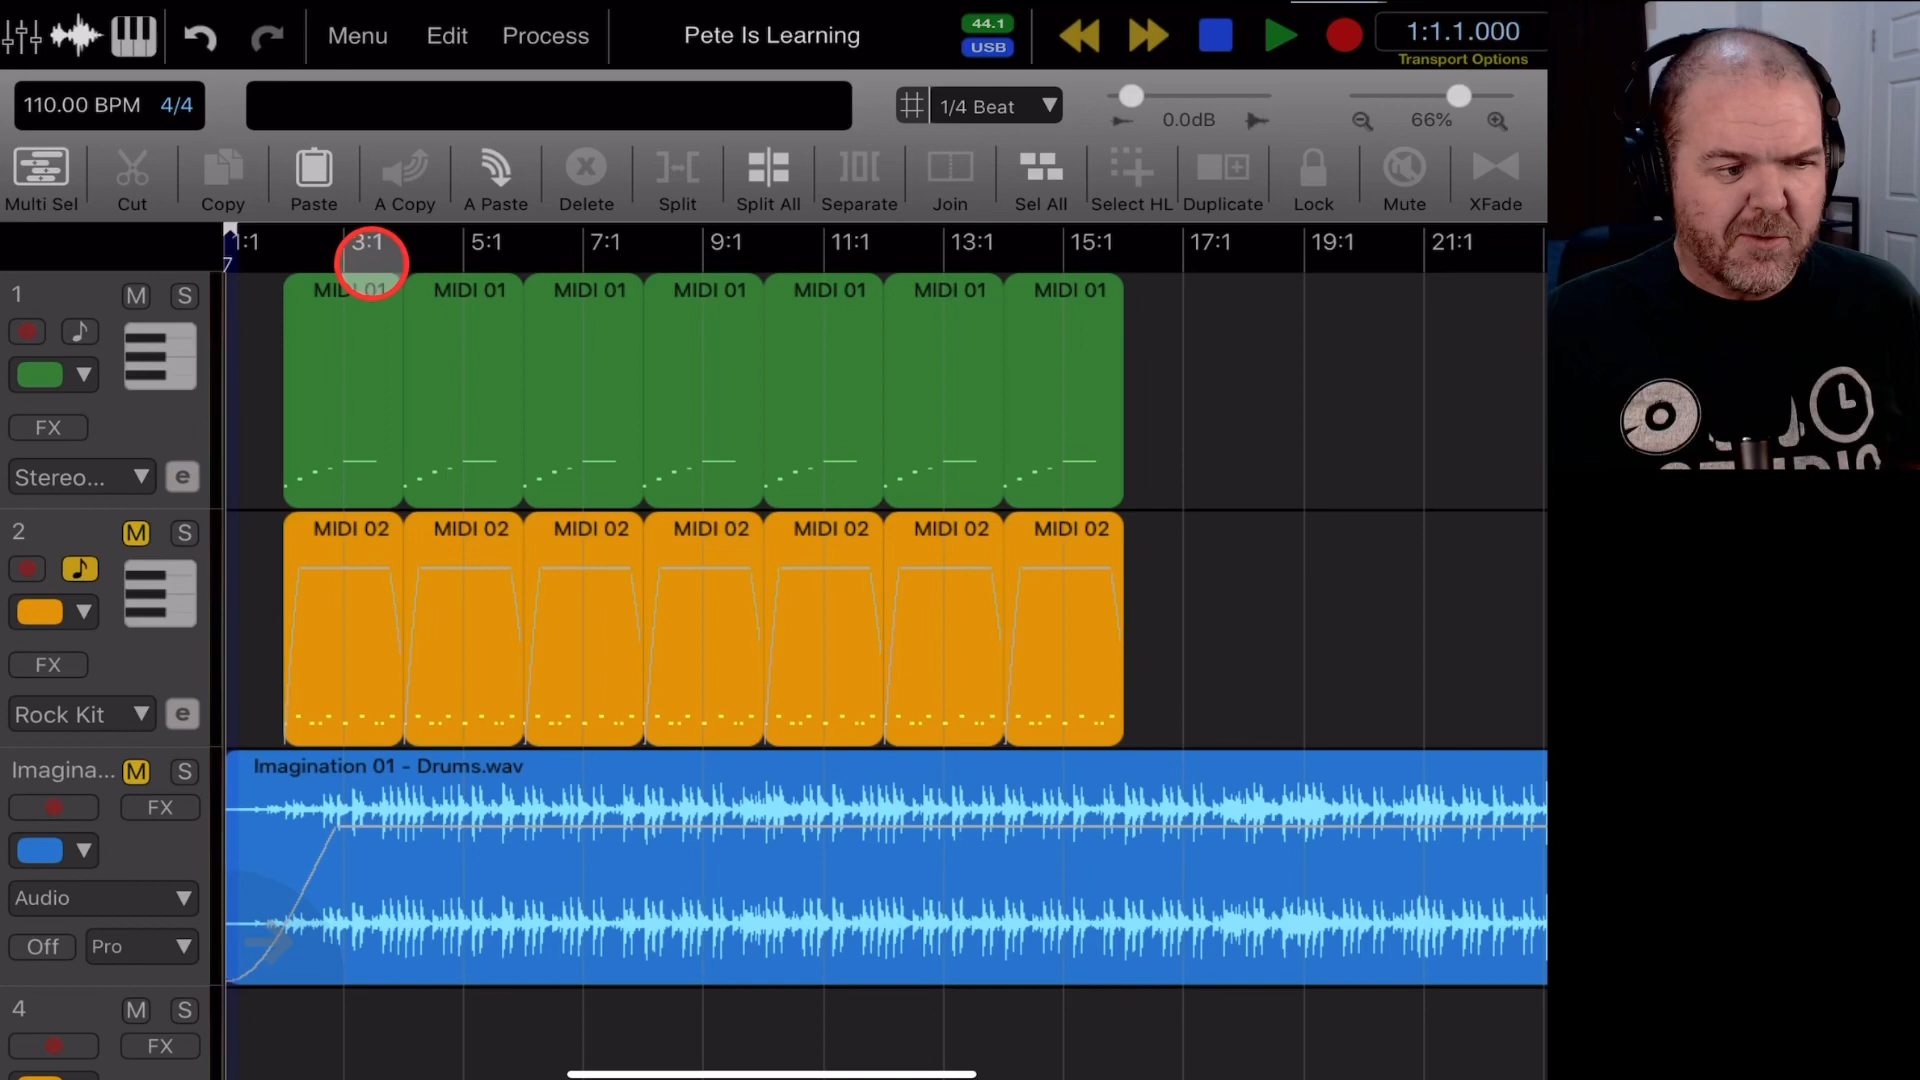 Menu Edit Process Pete Is Learning 44.1 USB 1:1.1.000
Transport Options
110.00 BPM 4/4 1/4 Beat 0.0dB 66%
Multi Sel Cut Copy Paste A Copy A Paste Delete Split Split All Separate Join Sel All Select HL Duplicate Lock Mute XFade
1:1 3:1 5:1 7:1 9:1 11:1 13:1 15:1 17:1 19:1 21:1
7
1 M S
MIDI 01 MIDI 01 MIDI 01 MIDI 01 MIDI 01 MIDI 01 MIDI 01
FX
Stereo... e
2 M S
MIDI 02 MIDI 02 MIDI 02 MIDI 02 MIDI 02 MIDI 02 MIDI 02
FX
Rock Kit e
Imagina... M S
Imagination 01 - Drums.wav
FX
Audio
Off Pro
4 M S
FX